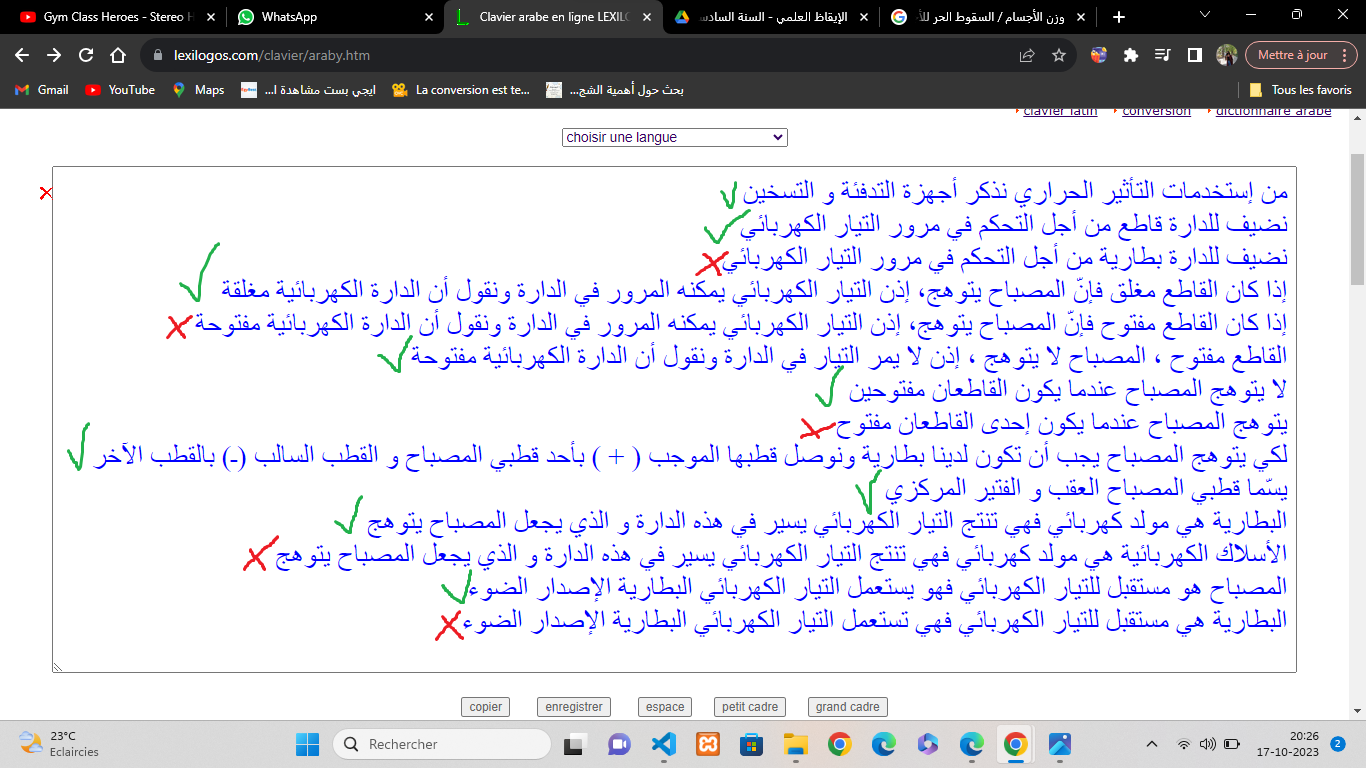 Gym Class Heroes - Stereo H
WhatsApp
Clavier arabe en ligne LEXILO
الإيقاظ العلمي - السنة السادس
وزن الأجسام / السقوط الحر للأ
lexilogos.com/clavier/araby.htm
Mettre à jour
Gmail
YouTube
Maps
ايجي بست مشاهدة ا...
La conversion est te...
بحث حول أهمية الشج...
Tous les favoris
clavier latin
conversion
dictionnaire arabe
choisir une langue
من إستخدمات التأثير الحراري نذكر أجهزة التدفئة و التسخين
نضيف للدارة قاطع من أجل التحكم في مرور التيار الكهربائي
نضيف للدارة بطارية من أجل التحكم في مرور التيار الكهربائي
إذا كان القاطع مغلق فإنّ المصباح يتوهج، إذن التيار الكهربائي يمكنه المرور في الدارة ونقول أن الدارة الكهربائية مغلقة
إذا كان القاطع مفتوح فإنّ المصباح يتوهج، إذن التيار الكهربائي يمكنه المرور في الدارة ونقول أن الدارة الكهربائية مفتوحة
القاطع مفتوح ، المصباح لا يتوهج ، إذن لا يمر التيار في الدارة ونقول أن الدارة الكهربائية مفتوحة
لا يتوهج المصباح عندما يكون القاطعان مفتوحين
يتوهج المصباح عندما يكون إحدى القاطعان مفتوح
لكي يتوهج المصباح يجب أن تكون لدينا بطارية ونوصل قطبها الموجب ( + ) بأحد قطبي المصباح و القطب السالب (-) بالقطب الآخر
يسّما قطبي المصباح العقب و الفتير المركزي
البطارية هي مولد كهربائي فهي تنتج التيار الكهربائي يسير في هذه الدارة و الذي يجعل المصباح يتوهج
الأسلاك الكهربائية هي مولد كهربائي فهي تنتج التيار الكهربائي يسير في هذه الدارة و الذي يجعل المصباح يتوهج
المصباح هو مستقبل للتيار الكهربائي فهو يستعمل التيار الكهربائي البطارية الإصدار الضوء
البطارية هي مستقبل للتيار الكهربائي فهي تستعمل التيار الكهربائي البطارية الإصدار الضوء
copier
enregistrer
espace
petit cadre
grand cadre
23°C
Eclaircies
Rechercher
20:26
17-10-2023
2